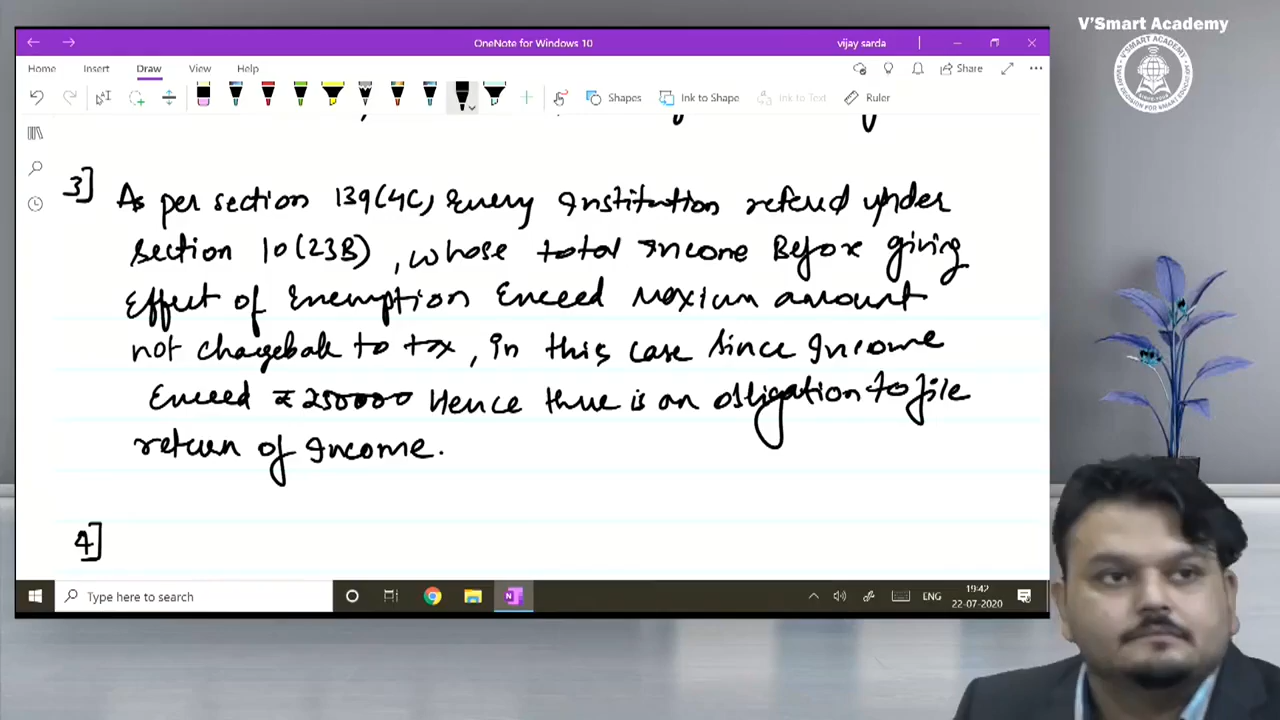 V'Smart Academy
OneNote for Windows 10
vijay sarda
Home Insert Draw View Help
Share
Shapes Ink to Shape Ink to Text Ruler
3] As per section 139(4C), Every Institution refered under
section 10(23B), whose total Income Before giving
Effect of Exemption Exceed Maxium amount
not chargebale to tax, in this case since Income
Exceed ₹ 250000 Hence there is an obligation to file
return of Income.
4]
Type here to search
ENG
19:42
22-07-2020